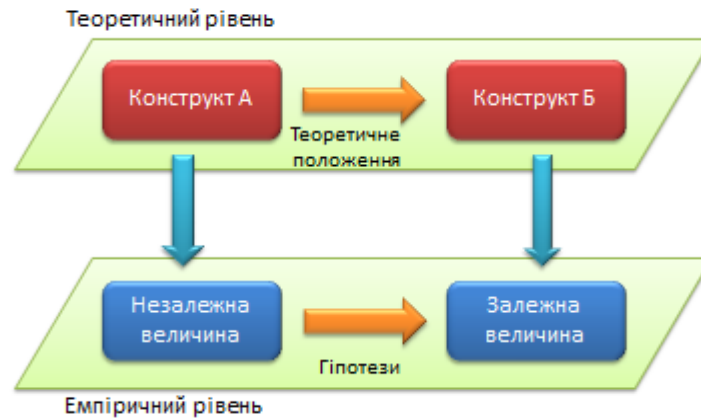 Теоретичний рівень
Конструкт А
Конструкт Б
Теоретичне
положення
Незалежна
величина
Залежна
величина
Гіпотези
Емпіричний рівень